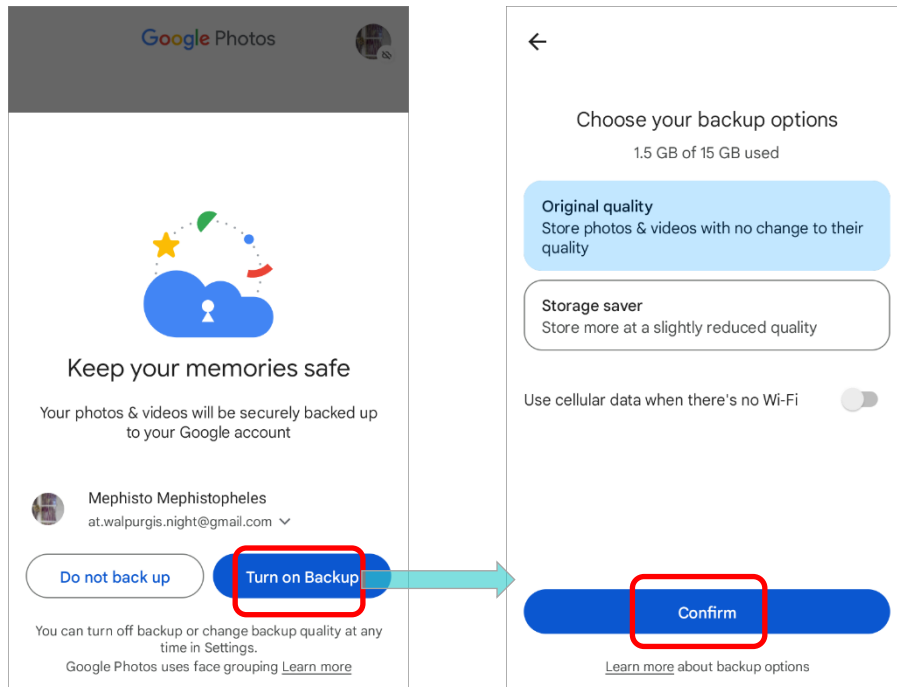 Google Photos
Keep your memories safe
Your photos & videos will be securely backed up
to your Google account
Mephisto Mephistopheles
at.walpurgis.night@gmail.com
Do not back up
Turn on Backup
You can turn off backup or change backup quality at any
time in Settings.
Google Photos uses face grouping Learn more
Choose your backup options
1.5 GB of 15 GB used
Original quality
Store photos & videos with no change to their
quality
Storage saver
Store more at a slightly reduced quality
Use cellular data when there's no Wi-Fi
Confirm
Learn more about backup options